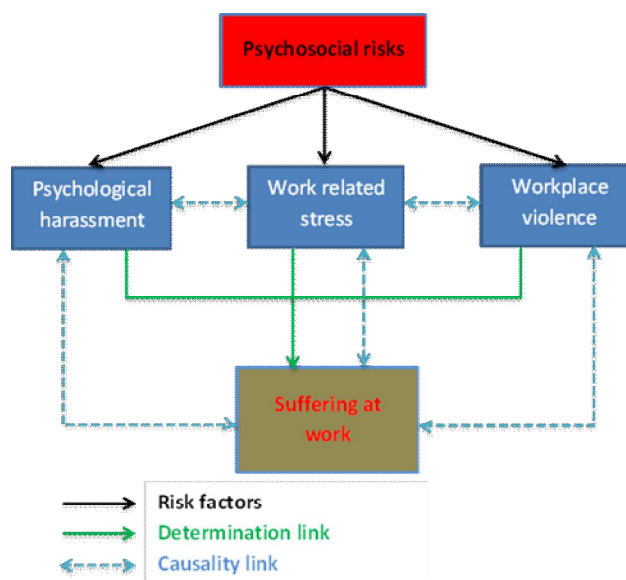 Psychosocial risks
Psychological
harassment
Work related
stress
Workplace
violence
Suffering at
work
Risk factors
Determination link
Causality link